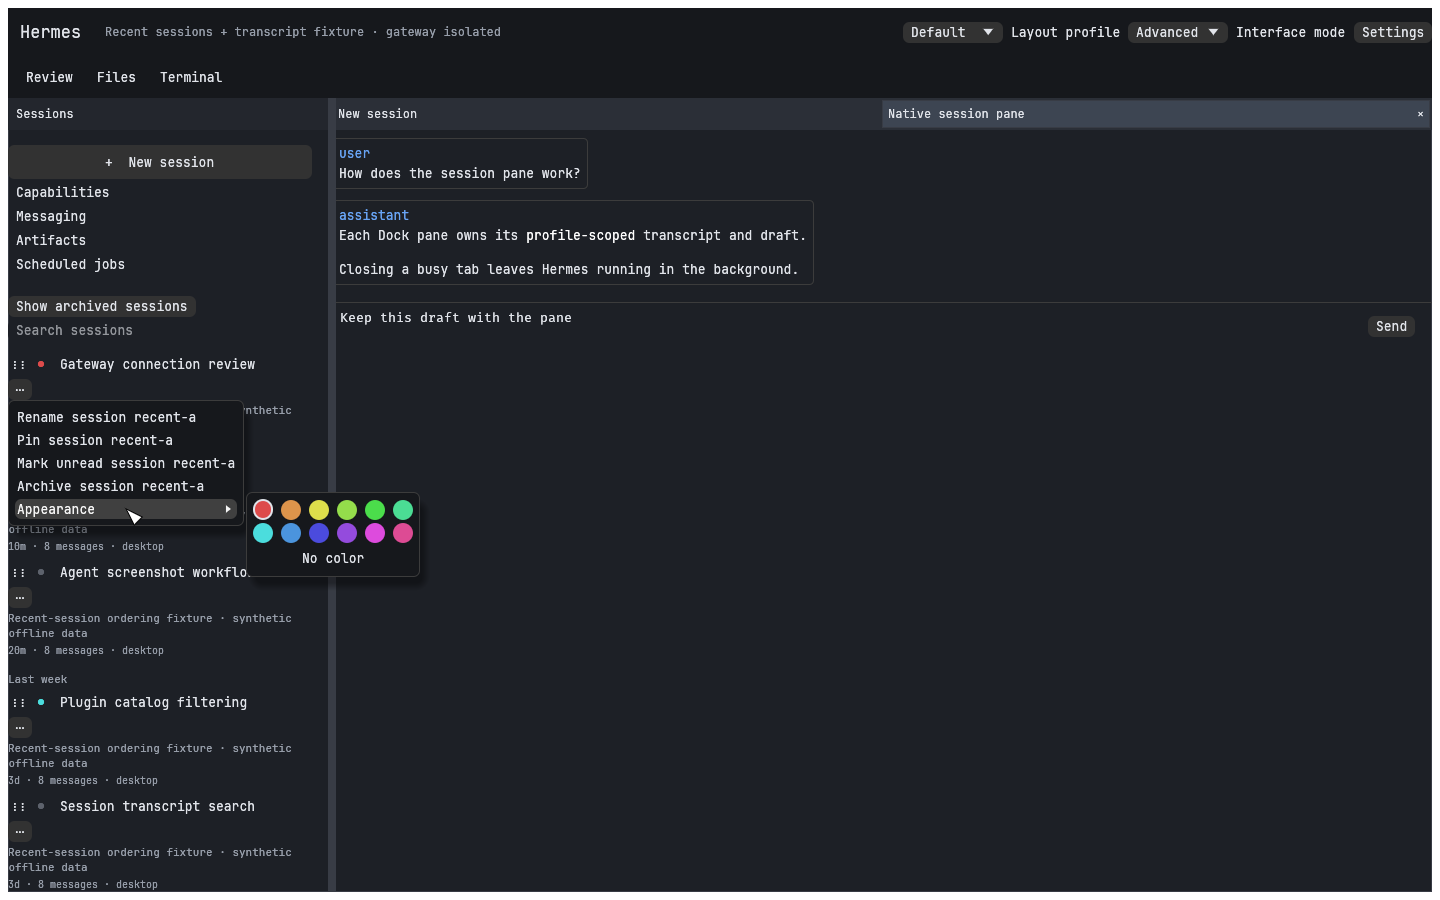 Hermes
Recent sessions + transcript fixture · gateway isolated
Default
Layout profile
Advanced
Interface mode
Settings
Review
Files
Terminal
Sessions
New session
Native session pane
×
+ New session
Capabilities
Messaging
Artifacts
Scheduled jobs
Show archived sessions
Search sessions
Gateway connection review
…
Rename session recent-a
Pin session recent-a
Mark unread session recent-a
Archive session recent-a
Appearance
No color
offline data
10m · 8 messages · desktop
Agent screenshot
…
Recent-session ordering fixture · synthetic
offline data
20m · 8 messages · desktop
Last week
Plugin catalog filtering
…
Recent-session ordering fixture · synthetic
offline data
3d · 8 messages · desktop
Session transcript search
…
Recent-session ordering fixture · synthetic
offline data
3d · 8 messages · desktop
user
How does the session pane work?
assistant
Each Dock pane owns its profile-scoped transcript and draft.
Closing a busy tab leaves Hermes running in the background.
Keep this draft with the pane
Send